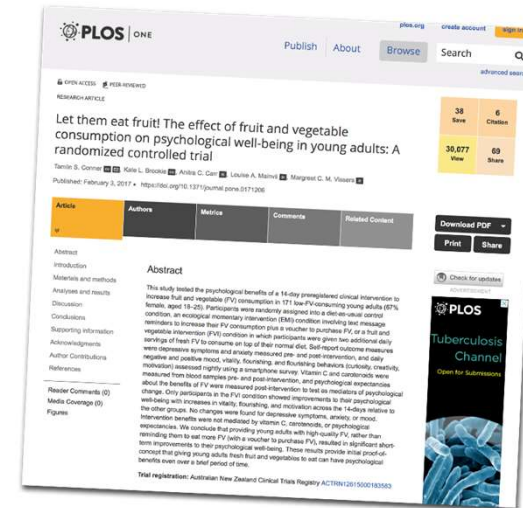 plos.org create account sign in
PLOS ONE
Publish About Browse Search
advanced search
OPEN ACCESS PEER-REVIEWED
RESEARCH ARTICLE
38 Save
6 Citation
30,077 View
69 Share
Let them eat fruit! The effect of fruit and vegetable
consumption on psychological well-being in young adults: A
randomized controlled trial
Tamlin S. Conner, Kate L. Brookie, Anitra C. Carr, Louise A. Mainvil, Margreet C. M. Vissers
Published: February 3, 2017 • https://doi.org/10.1371/journal.pone.0171206
Article Authors Metrics Comments Related Content
Download PDF
Print Share
Check for updates
ADVERTISEMENT
Abstract
Introduction
Materials and methods
Analyses and results
Discussion
Conclusions
Supporting information
Acknowledgments
Author Contributions
References
Reader Comments (0)
Media Coverage (0)
Figures
Abstract
This study tested the psychological benefits of a 14-day preregistered clinical intervention to
increase fruit and vegetable (FV) consumption in 171 low-FV-consuming young adults (67%
female, aged 18-25). Participants were randomly assigned into a diet-as-usual control
condition, an ecological momentary intervention (EMI) condition involving text message
reminders to increase their FV consumption plus a voucher to purchase FV, or a fruit and
vegetable intervention (FVI) condition in which participants were given two additional daily
servings of fresh FV to consume on top of their normal diet. Self-report outcome measures
were depressive symptoms and anxiety measured pre- and post-intervention, and daily
negative and positive mood, vitality, flourishing, and flourishing behaviors (curiosity, creativity,
motivation) assessed nightly using a smartphone survey. Vitamin C and carotenoids were
measured from blood samples pre- and post-intervention, and psychological expectancies
about the benefits of FV were measured post-intervention to test as mediators of psychological
change. Only participants in the FVI condition showed improvements to their psychological
well-being with increases in vitality, flourishing, and motivation across the 14-days relative to
the other groups. No changes were found for depressive symptoms, anxiety, or mood.
Intervention benefits were not mediated by vitamin C, carotenoids, or psychological
expectancies. We conclude that providing young adults with high-quality FV, rather than
reminding them to eat more FV (with a voucher to purchase FV), resulted in significant short-
term improvements to their psychological well-being. These results provide initial proof-of-
concept that giving young adults fresh fruit and vegetables to eat can have psychological
benefits even over a brief period of time.
Trial registration: Australian New Zealand Clinical Trials Registry ACTRN12615000183583
PLOS
Tuberculosis
Channel
Open for Submissions